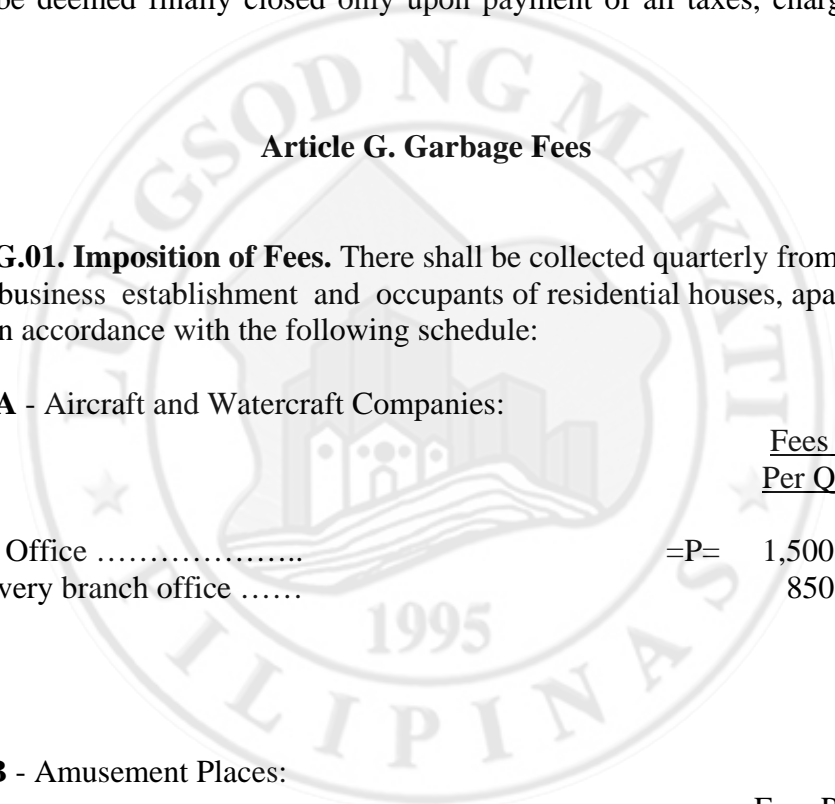 be deemed finally closed only upon payment of all taxes, charg
Article G. Garbage Fees
G.01. Imposition of Fees. There shall be collected quarterly from
business establishment and occupants of residential houses, apa
n accordance with the following schedule:
A - Aircraft and Watercraft Companies:
Fees
Per Q
Office ………………..
=P= 1,500
very branch office ……
850
B - Amusement Places:
LUNGSOD NG MAKATI
PILIPINAS
1995